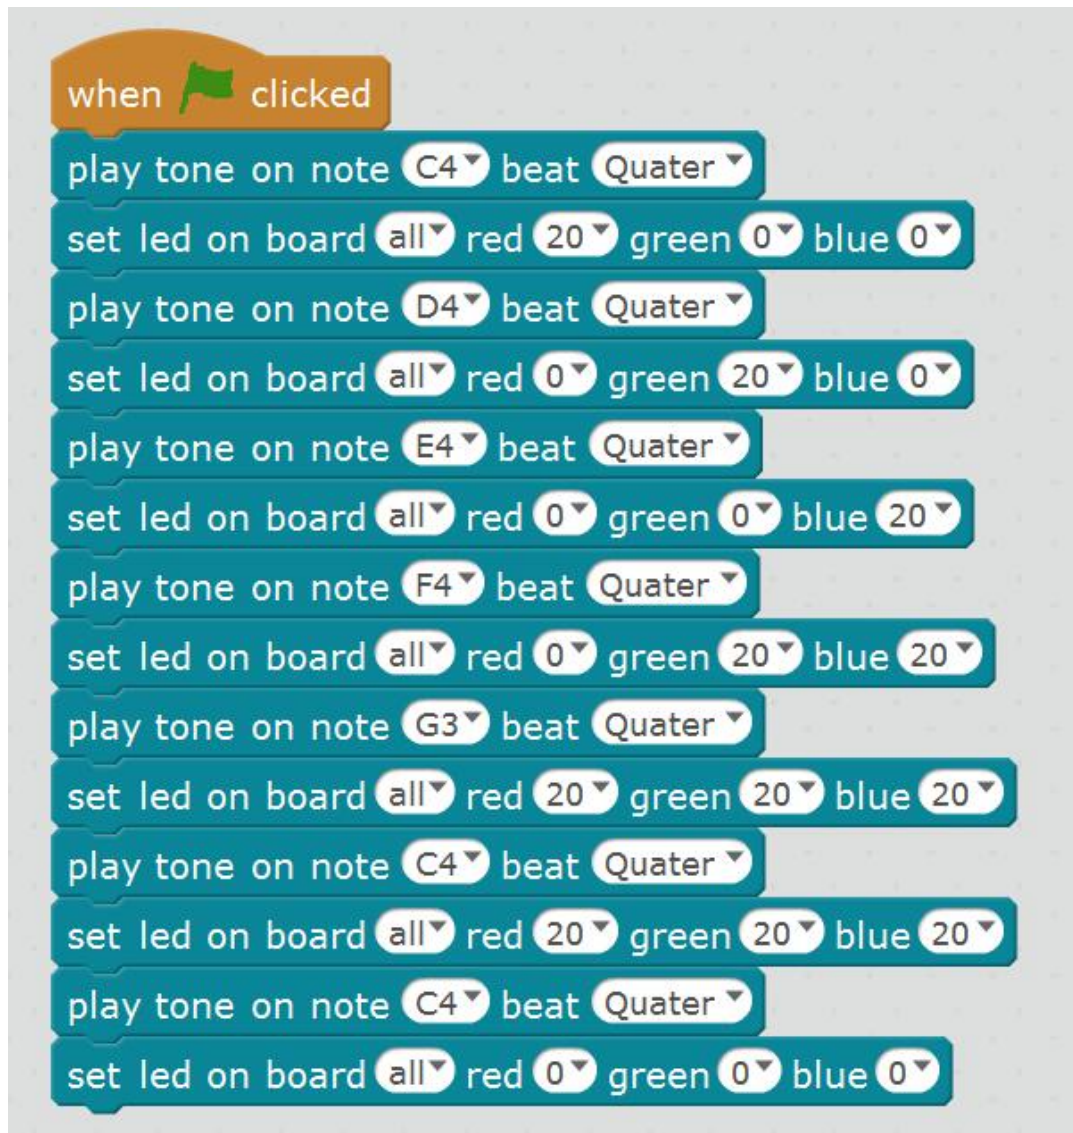 when clicked
play tone on note C4 beat Quater
set led on board all red 20 green 0 blue 0
play tone on note D4 beat Quater
set led on board all red 0 green 20 blue 0
play tone on note E4 beat Quater
set led on board all red 0 green 0 blue 20
play tone on note F4 beat Quater
set led on board all red 0 green 20 blue 20
play tone on note G3 beat Quater
set led on board all red 20 green 20 blue 20
play tone on note C4 beat Quater
set led on board all red 20 green 20 blue 20
play tone on note C4 beat Quater
set led on board all red 0 green 0 blue 0